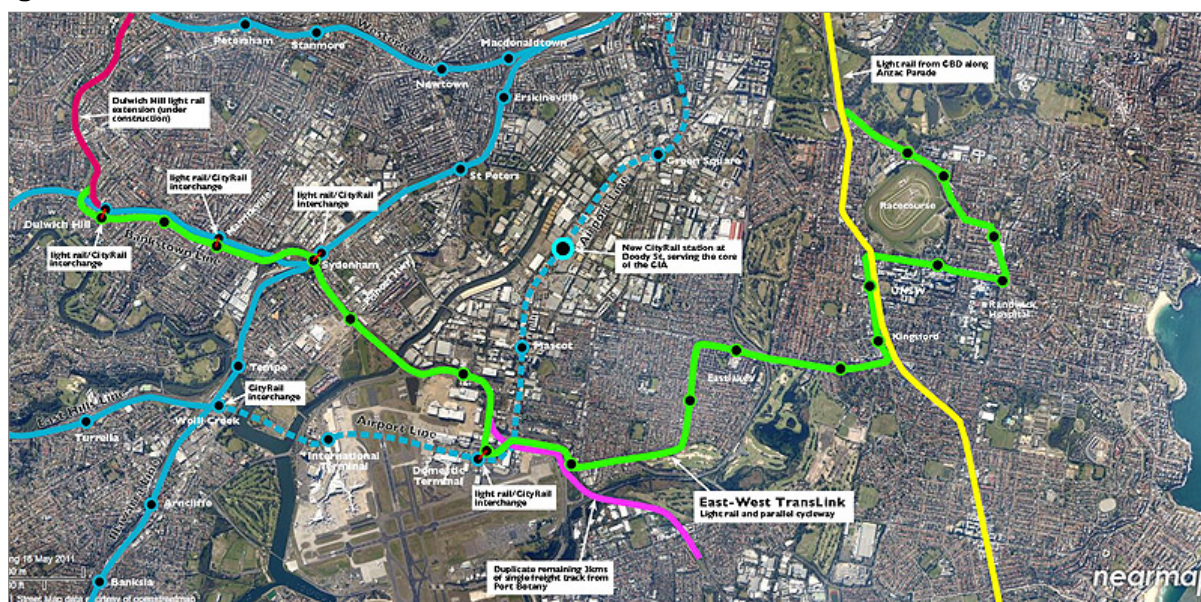 Petersham
Stanmore
Macdonaldtown
Newtown
Erskineville
Light rail from CBD along
Anzac Parade
Dulwich Hill light rail
extension (under
construction)
Green Square
St Peters
light rail/CityRail
interchange
light rail/CityRail
interchange
Racecourse
Dulwich Hill
light rail/CityRail
interchange
Bankstown Line
Sydenham
Airport Line
New CityRail station at
Doody St, serving the core
of the CIA
UNSW
Randwick
Hospital
Kingsford
Mascot
Eastlakes
Tempe
CityRail
interchange
East Hills Line
Wolli Creek
Turrella
Airport Line
International
Terminal
Domestic
Terminal
light rail/CityRail
interchange
East-West TransLink
Light rail and parallel cycleway
Arncliffe
Duplicate remaining 3kms
of single freight track from
Port Botany
Banksia
nearma